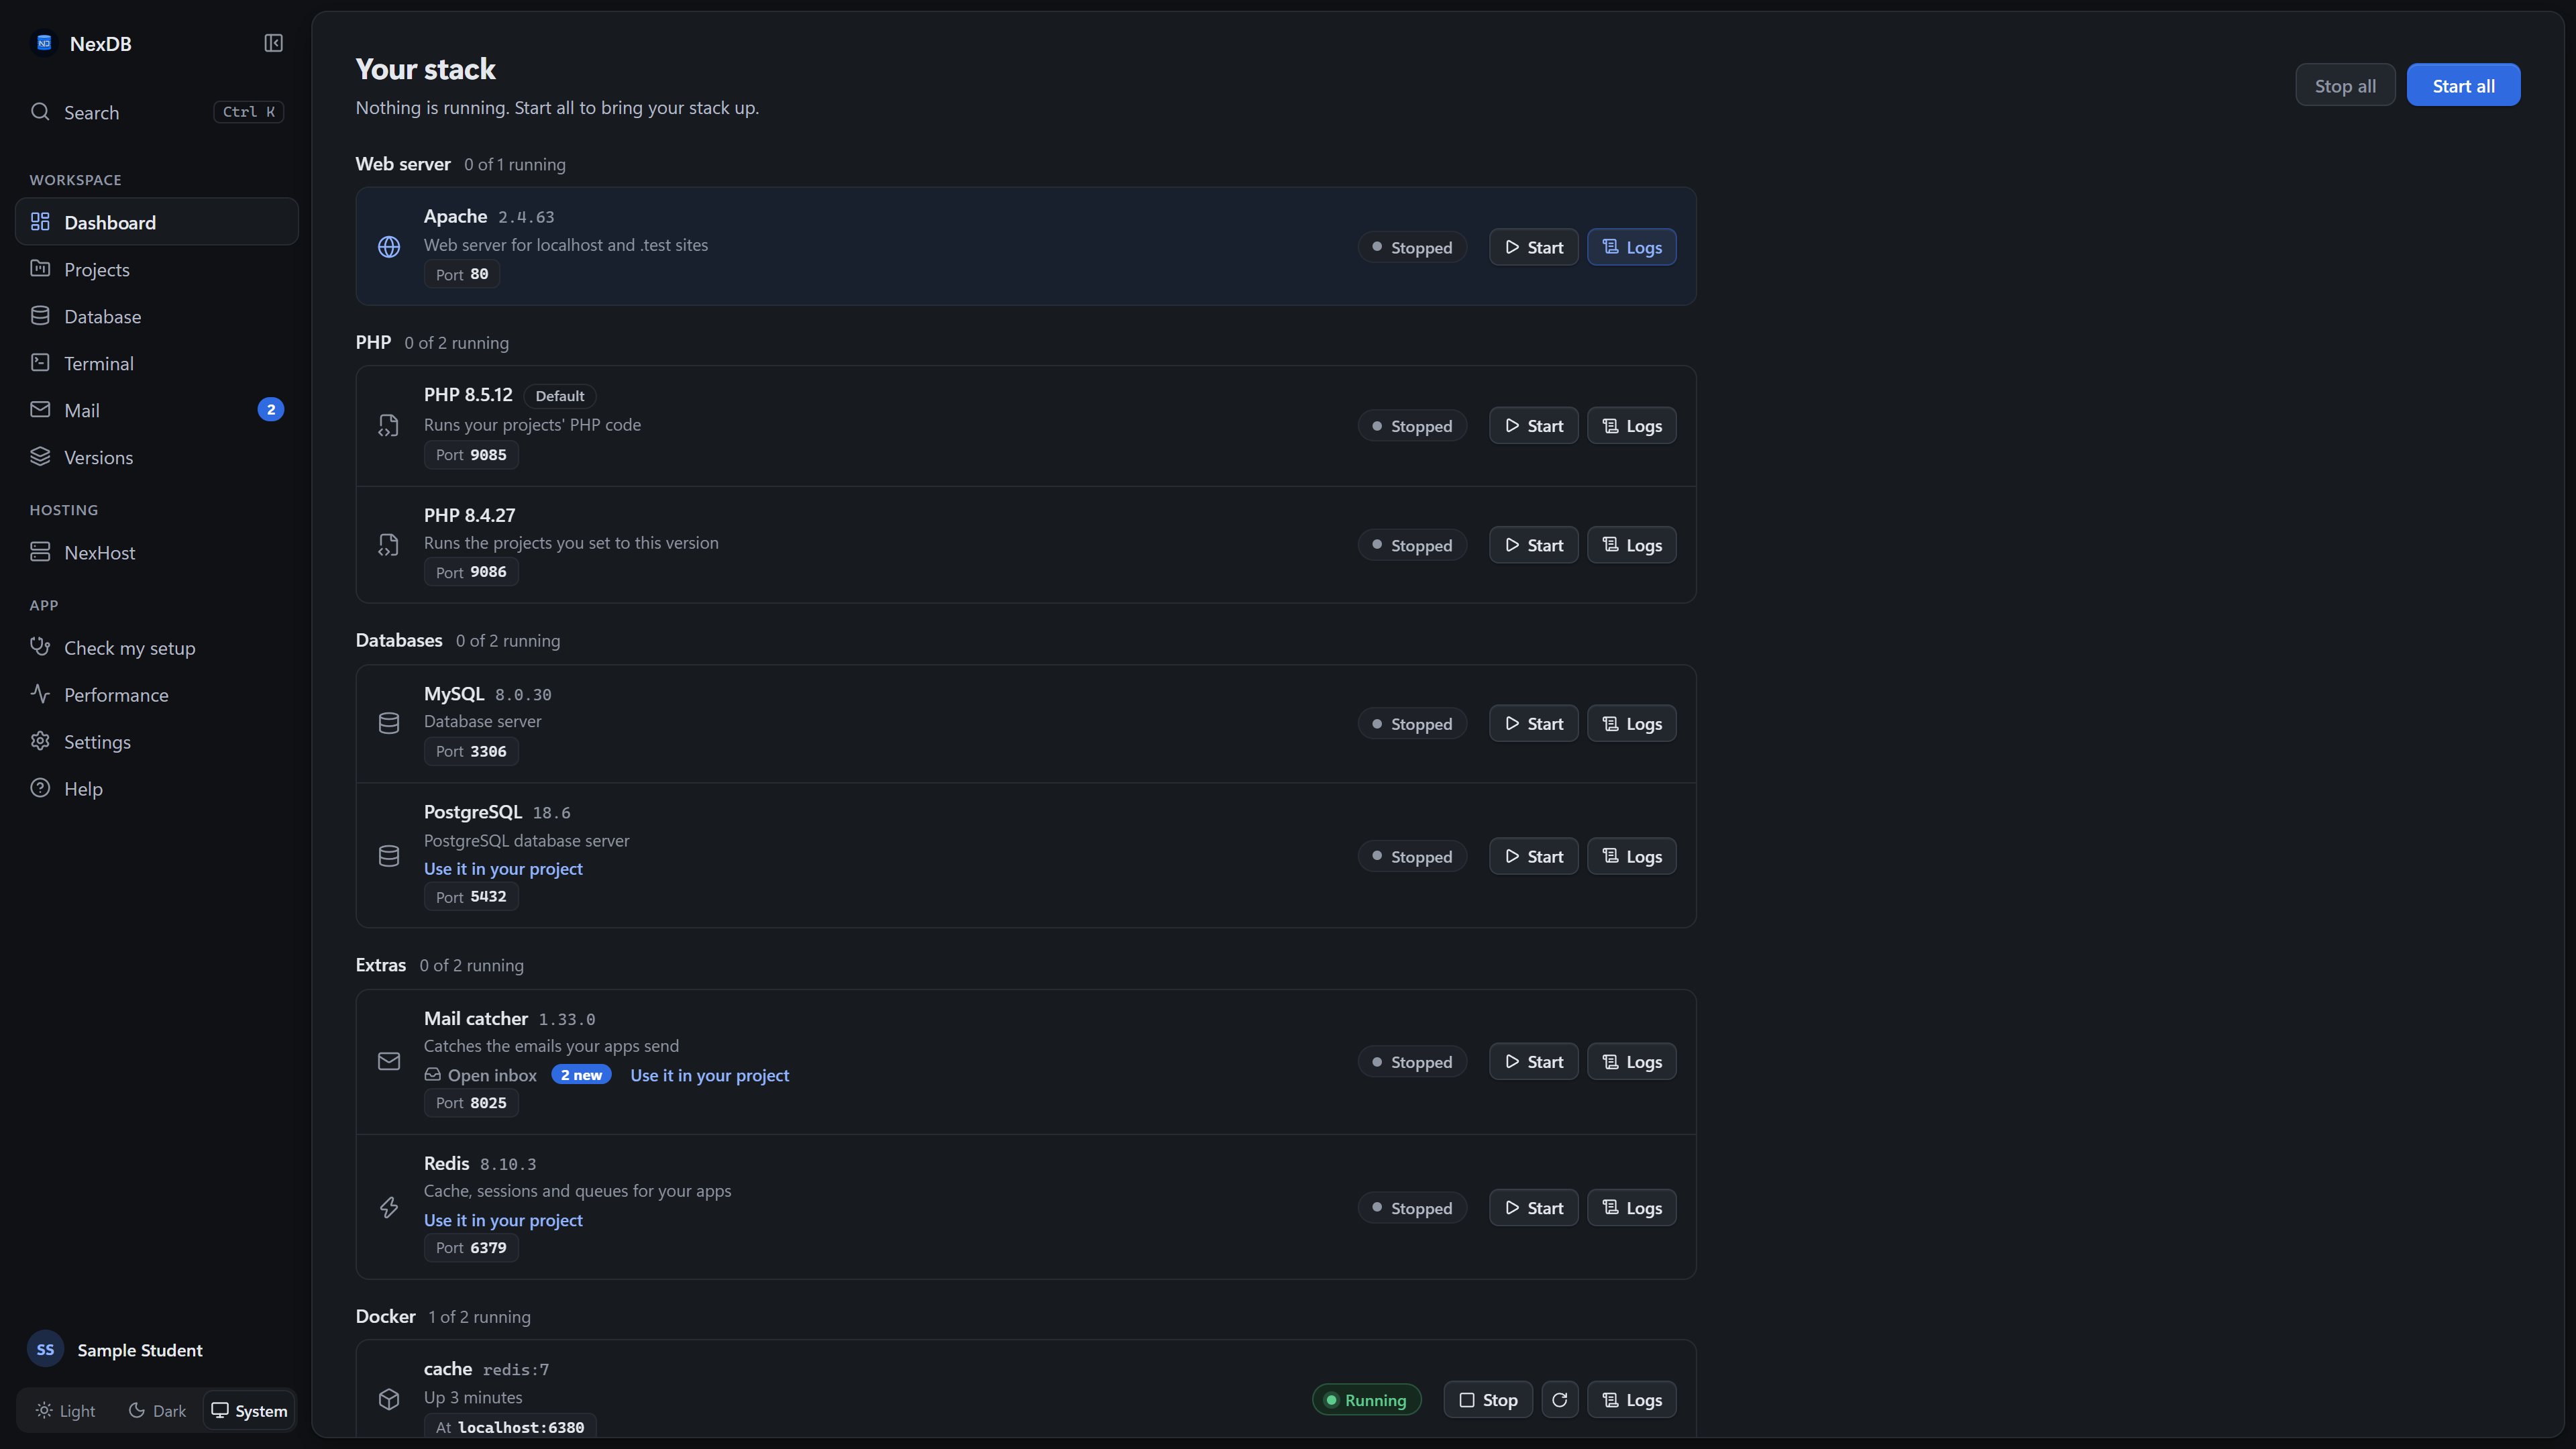 NexDB
Search Ctrl K
WORKSPACE
Dashboard
Projects
Database
Terminal
Mail 2
Versions
HOSTING
NexHost
APP
Check my setup
Performance
Settings
Help
SS Sample Student
Light Dark System
Your stack
Nothing is running. Start all to bring your stack up.
Stop all Start all
Web server 0 of 1 running
Apache 2.4.63
Web server for localhost and .test sites
Port 80
Stopped Start Logs
PHP 0 of 2 running
PHP 8.5.12 Default
Runs your projects' PHP code
Port 9085
Stopped Start Logs
PHP 8.4.27
Runs the projects you set to this version
Port 9086
Stopped Start Logs
Databases 0 of 2 running
MySQL 8.0.30
Database server
Port 3306
Stopped Start Logs
PostgreSQL 18.6
PostgreSQL database server
Use it in your project
Port 5432
Stopped Start Logs
Extras 0 of 2 running
Mail catcher 1.33.0
Catches the emails your apps send
Open inbox 2 new Use it in your project
Port 8025
Stopped Start Logs
Redis 8.10.3
Cache, sessions and queues for your apps
Use it in your project
Port 6379
Stopped Start Logs
Docker 1 of 2 running
cache redis:7
Up 3 minutes
At localhost:6380
Running Stop Logs